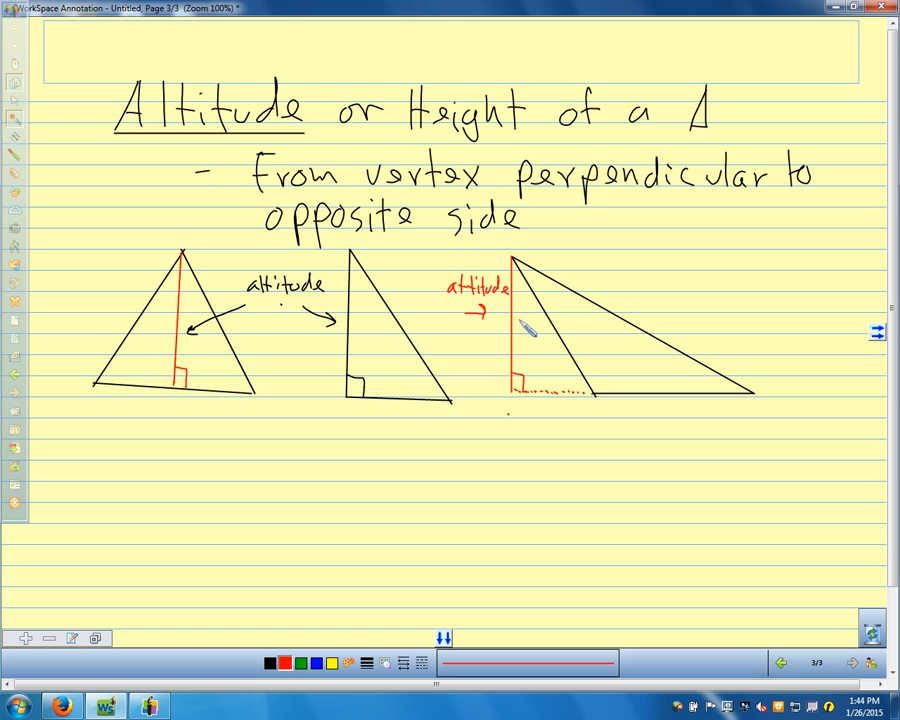 WorkSpace Annotation - Untitled, Page 3/3 (Zoom 100%) *
Altitude or Height of a Δ
- From vertex perpendicular to
opposite side
altitude
altitude
3/3
1:44 PM
1/26/2015